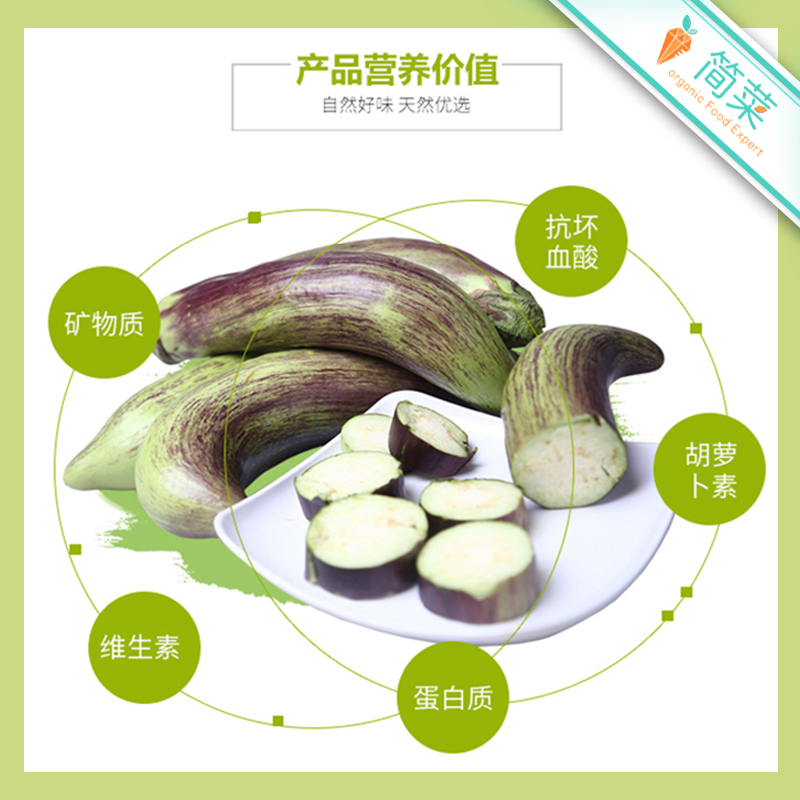 产品营养价值
自然好味 天然优选
简菜
organic Food Expert
抗坏
血酸
矿物质
胡萝
卜素
维生素
蛋白质